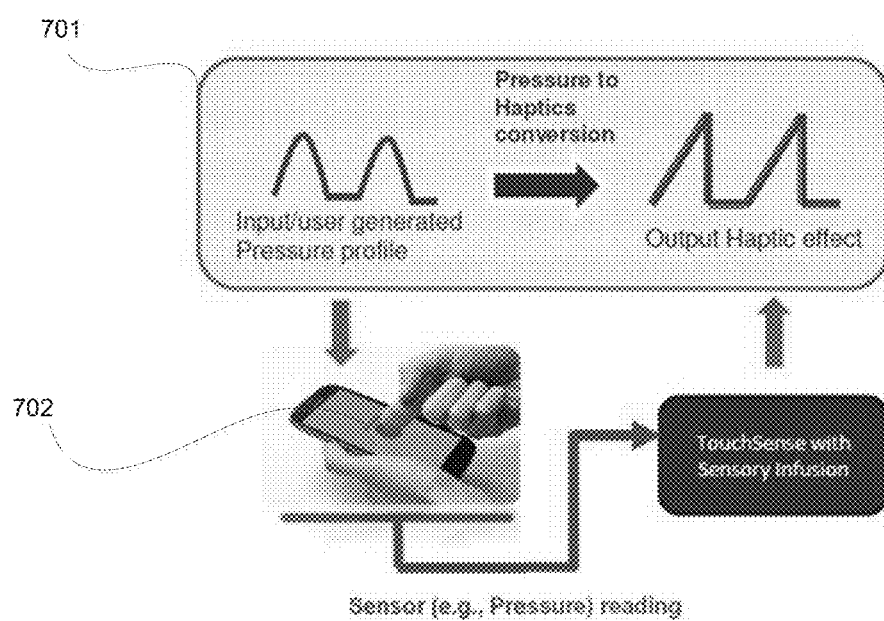 701
Pressure to
Haptics
conversion
Input/user generated
Pressure profile
Output Haptic effect
702
TouchSense with
Sensory Infusion
Sensor (e.g., Pressure) reading